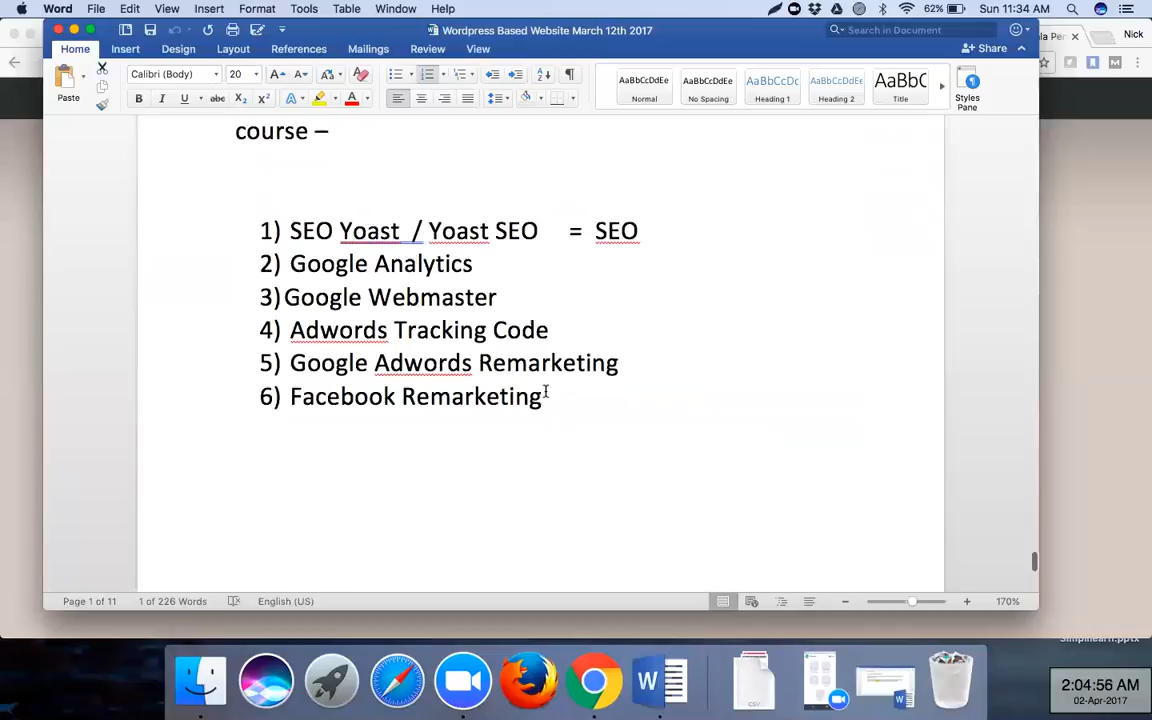 Word File Edit View Insert Format Tools Table Window Help 62% Sun 11:34 AM
Wordpress Based Website March 12th 2017 Search in Document Nick
Home Insert Design Layout References Mailings Review View Share
Paste Calibri (Body) 20 AaBbCcDdEe AaBbCcDdEe AaBbCcDc AaBbCcDdEe AaBbC
Normal No Spacing Heading 1 Heading 2 Title Styles Pane
course –
1) SEO Yoast / Yoast SEO = SEO
2) Google Analytics
3) Google Webmaster
4) Adwords Tracking Code
5) Google Adwords Remarketing
6) Facebook Remarketing
Page 1 of 11 1 of 226 Words English (US) 170%
CSV
2:04:56 AM
02-Apr-2017